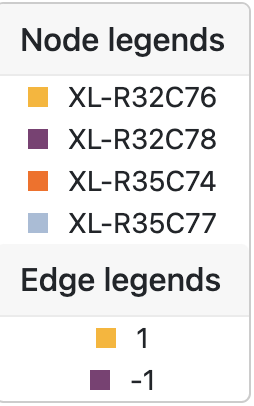 Node legends
XL-R32C76
XL-R32C78
XL-R35C74
XL-R35C77
Edge legends
1
-1